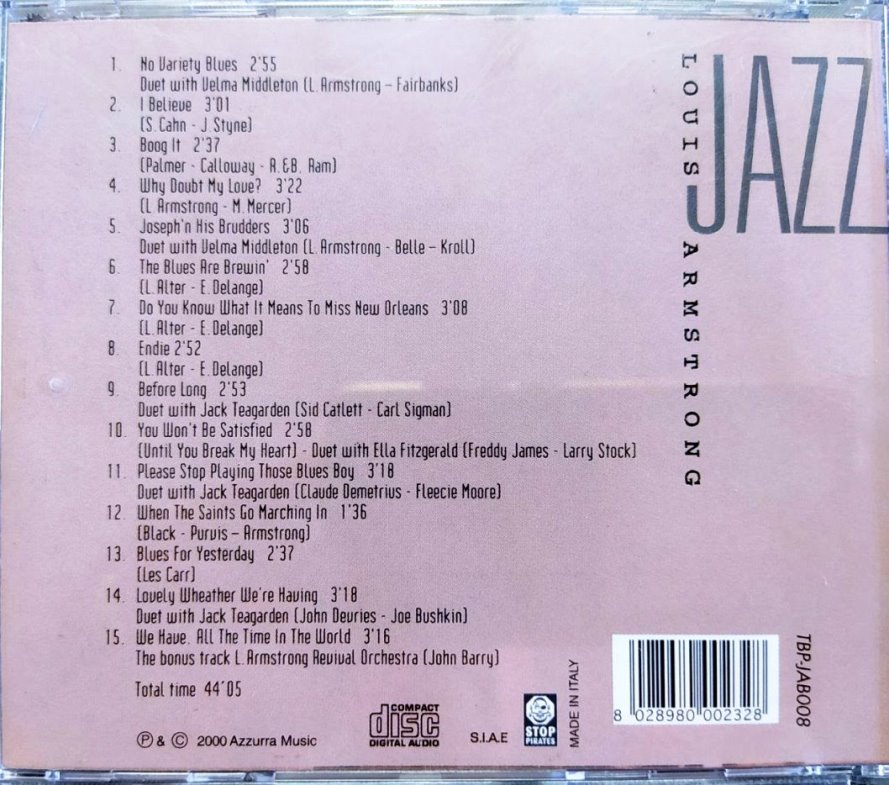 1. No Variety Blues 2'55
Duet with Velma Middleton (L. Armstrong – Fairbanks)
2. I Believe 3'01
(S. Cahn - J. Styne)
3. Boog It 2'37
(Palmer - Calloway - R.&B. Ram)
4. Why Doubt My Love? 3'22
(L Armstrong - M. Mercer)
5. Joseph'n His Brudders 3'06
Duet with Velma Middleton (L. Armstrong - Belle – Kroll)
6. The Blues Are Brewin' 2'58
(L. Alter - E. Delange)
7. Do You Know What It Means To Miss New Orleans 3'08
(L. Alter - E. Delange)
8. Endie 2'52
(L. Alter - E. Delange)
9. Before Long 2'53
Duet with Jack Teagarden (Sid Catlett - Carl Sigman)
10. You Won't Be Satisfied 2'58
(Until You Break My Heart) - Duet with Ella Fitzgerald (Freddy James - Larry Stock)
11. Please Stop Playing Those Blues Boy 3'18
Duet with Jack Teagarden (Claude Demetrius - Fleecie Moore)
12. When The Saints Go Marching In 1'36
(Black - Purvis – Armstrong)
13. Blues For Yesterday 2'37
(Les Carr)
14. Lovely Wheather We're Having 3'18
Duet with Jack Teagarden (John Devries - Joe Bushkin)
15. We Have. All The Time In The World 3'16
The bonus track L. Armstrong Revival Orchestra (John Barry)
Total time 44'05
℗ & © 2000 Azzurra Music
COMPACT
disc
DIGITAL AUDIO
S.I.A.E
STOP
PIRATES
MADE IN ITALY
8 028980 002328
TBP-JAB008
LOUIS ARMSTRONG
JAZZ